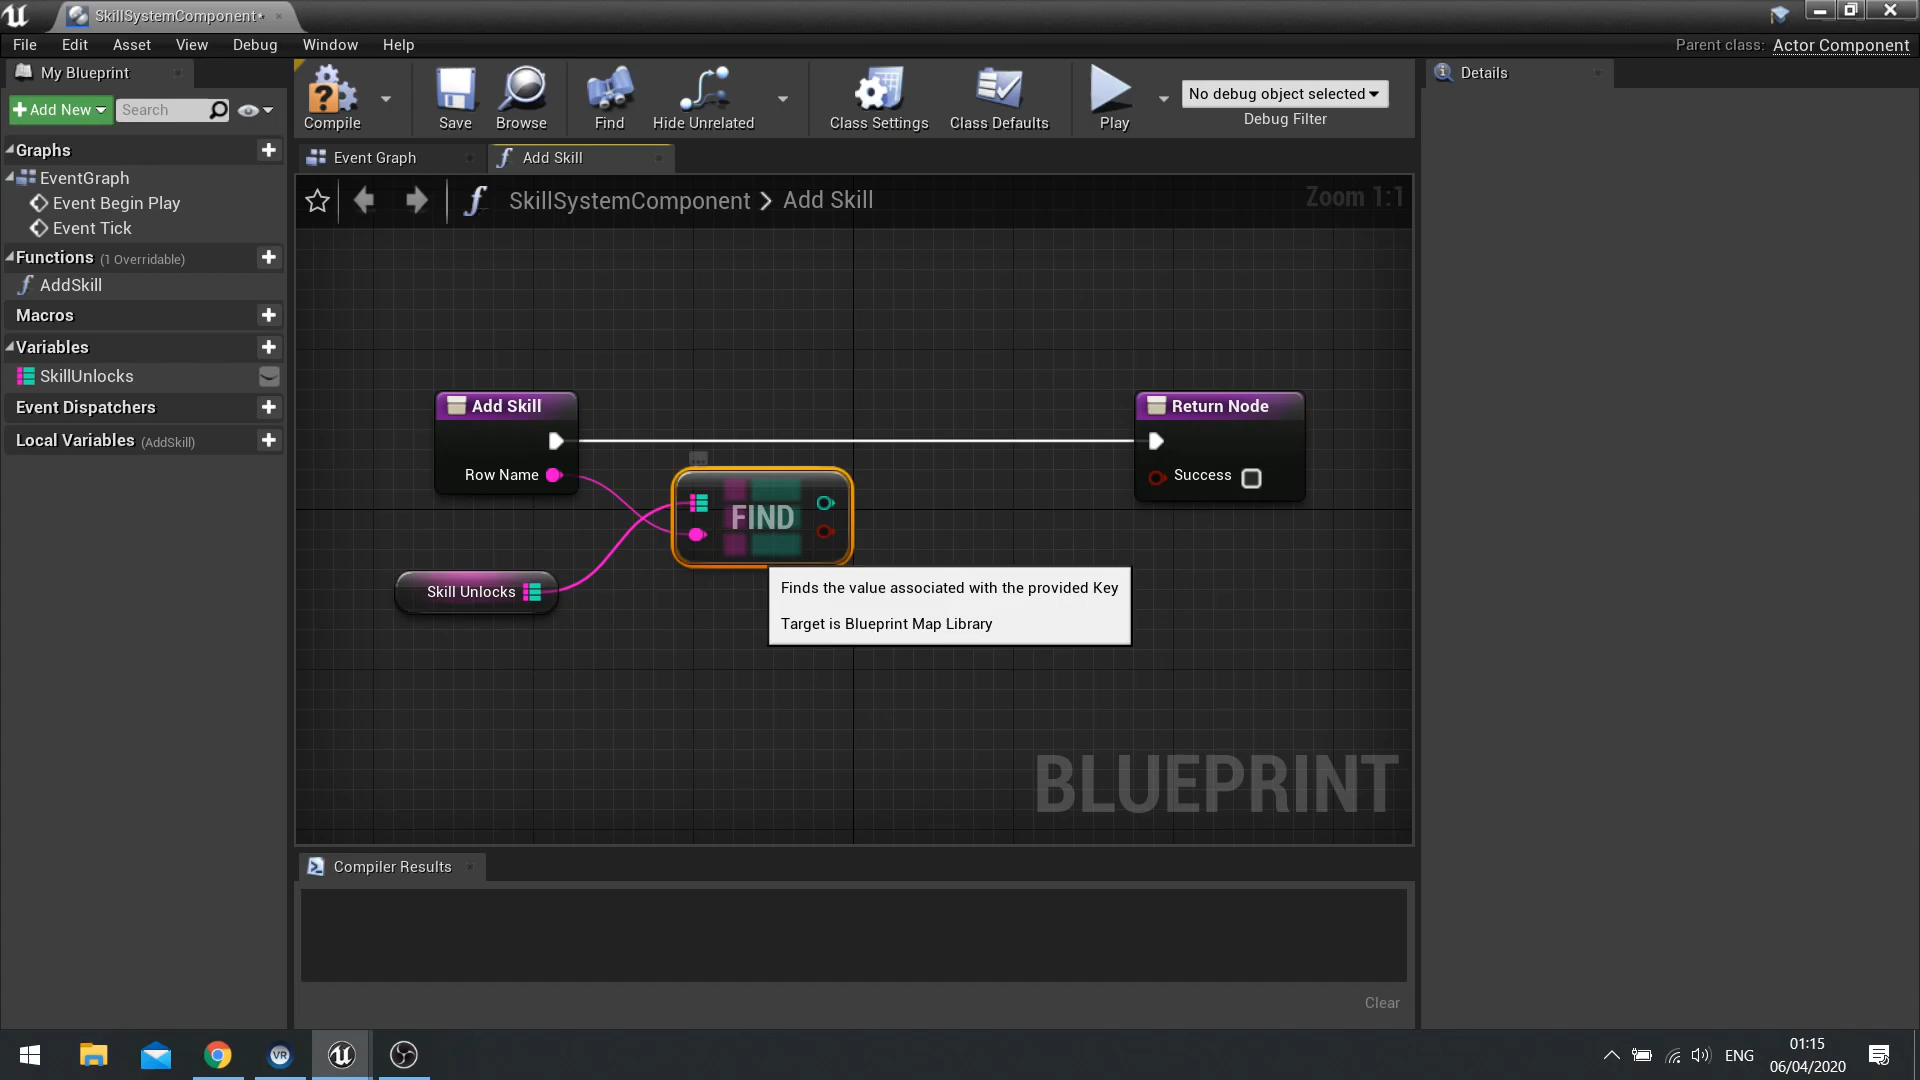 SkillSystemComponent*
File Edit Asset View Debug Window Help
Parent class: Actor Component
My Blueprint
Details
Add New
Search
Compile
Save
Browse
Find
Hide Unrelated
Class Settings
Class Defaults
Play
No debug object selected
Debug Filter
Event Graph
Add Skill
Graphs
EventGraph
Event Begin Play
Event Tick
Functions (1 Overridable)
AddSkill
Macros
Variables
SkillUnlocks
Event Dispatchers
Local Variables (AddSkill)
SkillSystemComponent > Add Skill
Zoom 1:1
Add Skill
Row Name
Skill Unlocks
FIND
Return Node
Success
Finds the value associated with the provided Key
Target is Blueprint Map Library
BLUEPRINT
Compiler Results
Clear
VR
ENG
01:15
06/04/2020